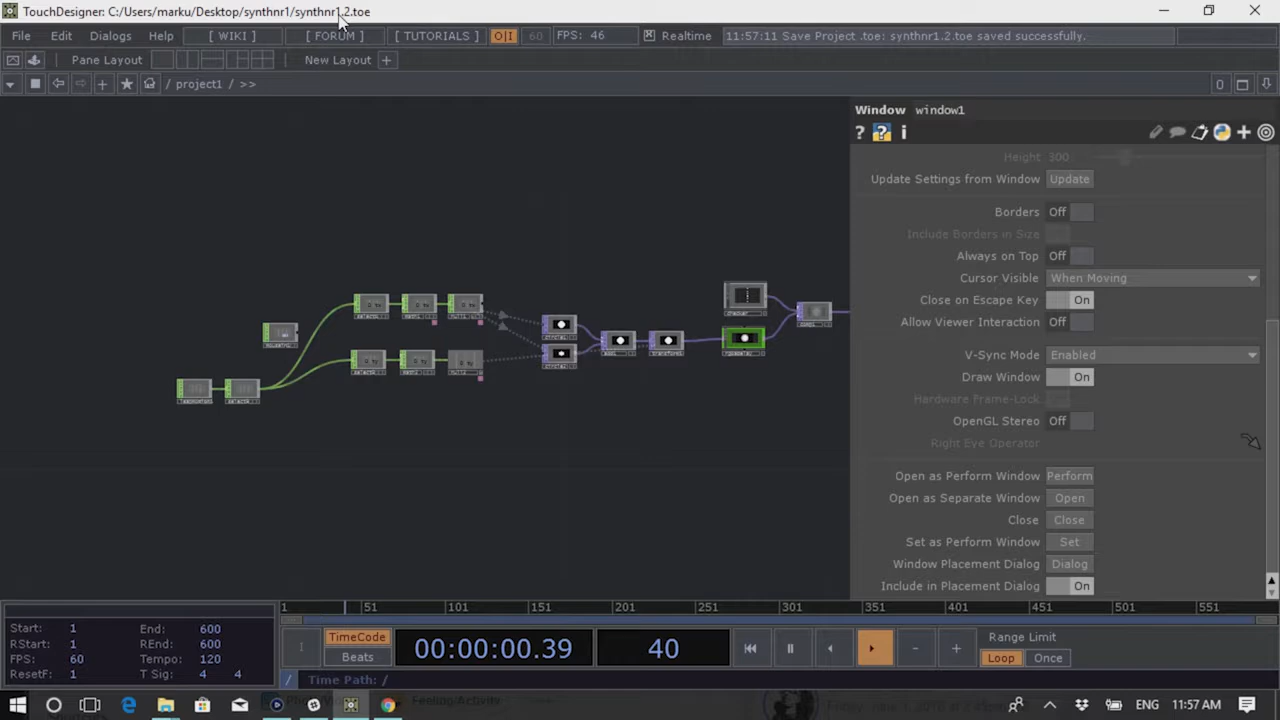 TouchDesigner: C:/Users/marku/Desktop/synthnr1/synthnr1.2.toe
File Edit Dialogs Help [ WIKI ] [ FORUM ] [ TUTORIALS ] O|I 60 FPS: 46 Realtime 11:57:11 Save Project .toe: synthnr1.2.toe saved successfully.
Pane Layout New Layout +
/ project1 / >> 0
Window window1
Height 300
Update Settings from Window Update
Borders Off
Include Borders in Size
Always on Top Off
Cursor Visible When Moving
Close on Escape Key On
Allow Viewer Interaction Off
V-Sync Mode Enabled
Draw Window On
Hardware Frame-Lock
OpenGL Stereo Off
Right Eye Operator
Open as Perform Window Perform
Open as Separate Window Open
Close Close
Set as Perform Window Set
Window Placement Dialog Dialog
Include in Placement Dialog On
1 51 101 151 201 251 301 351 401 451 501 551
Start: 1 End: 600
RStart: 1 REnd: 600
FPS: 60 Tempo: 120
ResetF: 1 T Sig: 4 4
TimeCode
Beats
00:00:00.39 40
Range Limit
Loop Once
/ Time Path: /
Feeling/Activity
ENG 11:57 AM